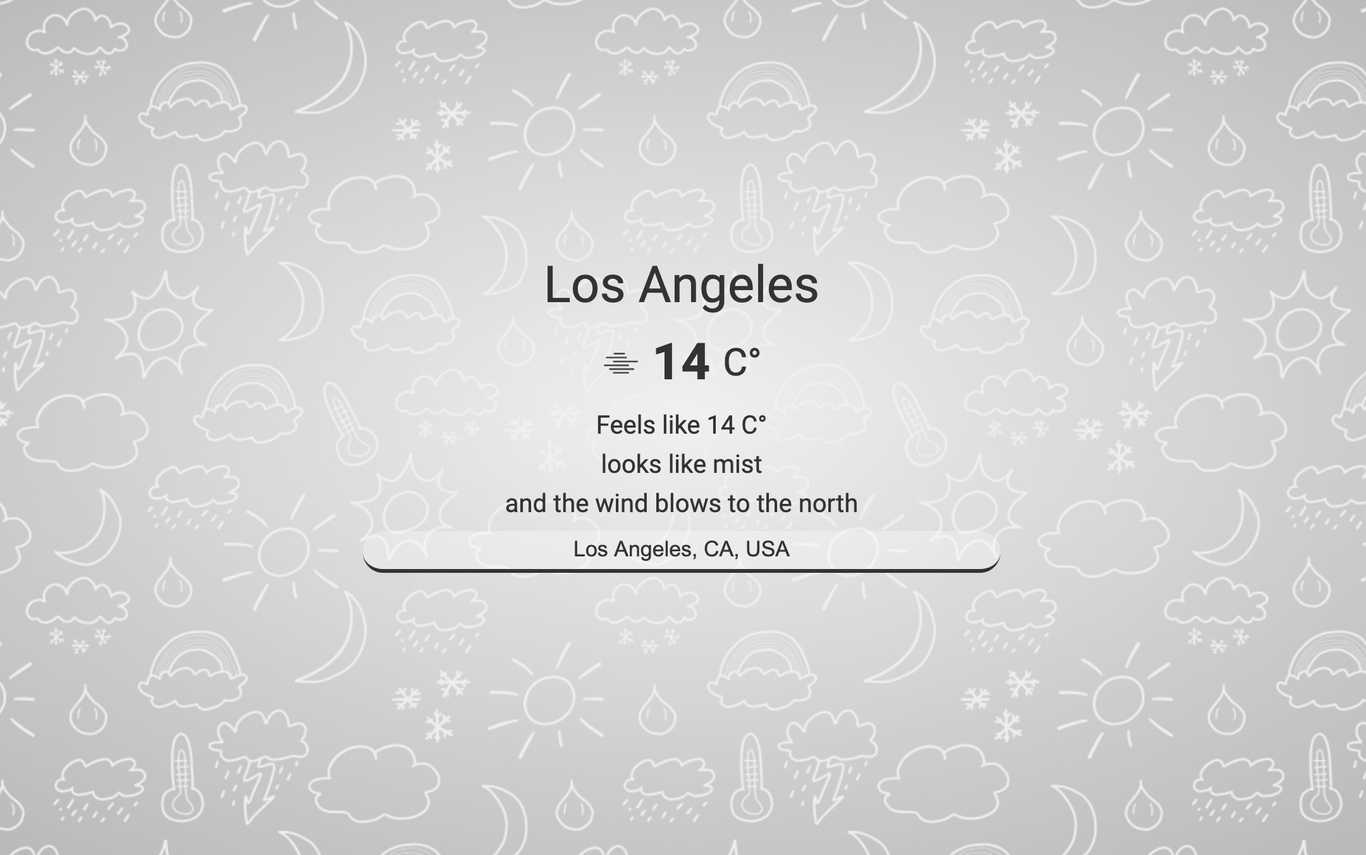 Los Angeles
14 C°
Feels like 14 C°
looks like mist
and the wind blows to the north
Los Angeles, CA, USA